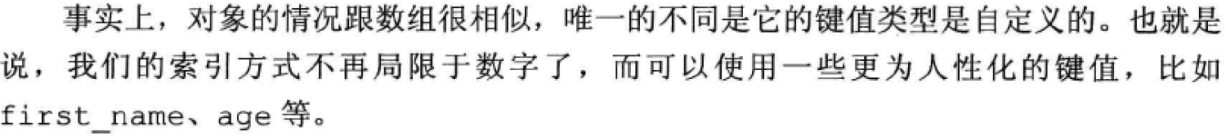 事实上，对象的情况跟数组很相似，唯一的不同是它的键值类型是自定义的。也就是
说，我们的索引方式不再局限于数字了，而可以使用一些更为人性化的键值，比如
first_name、age 等。